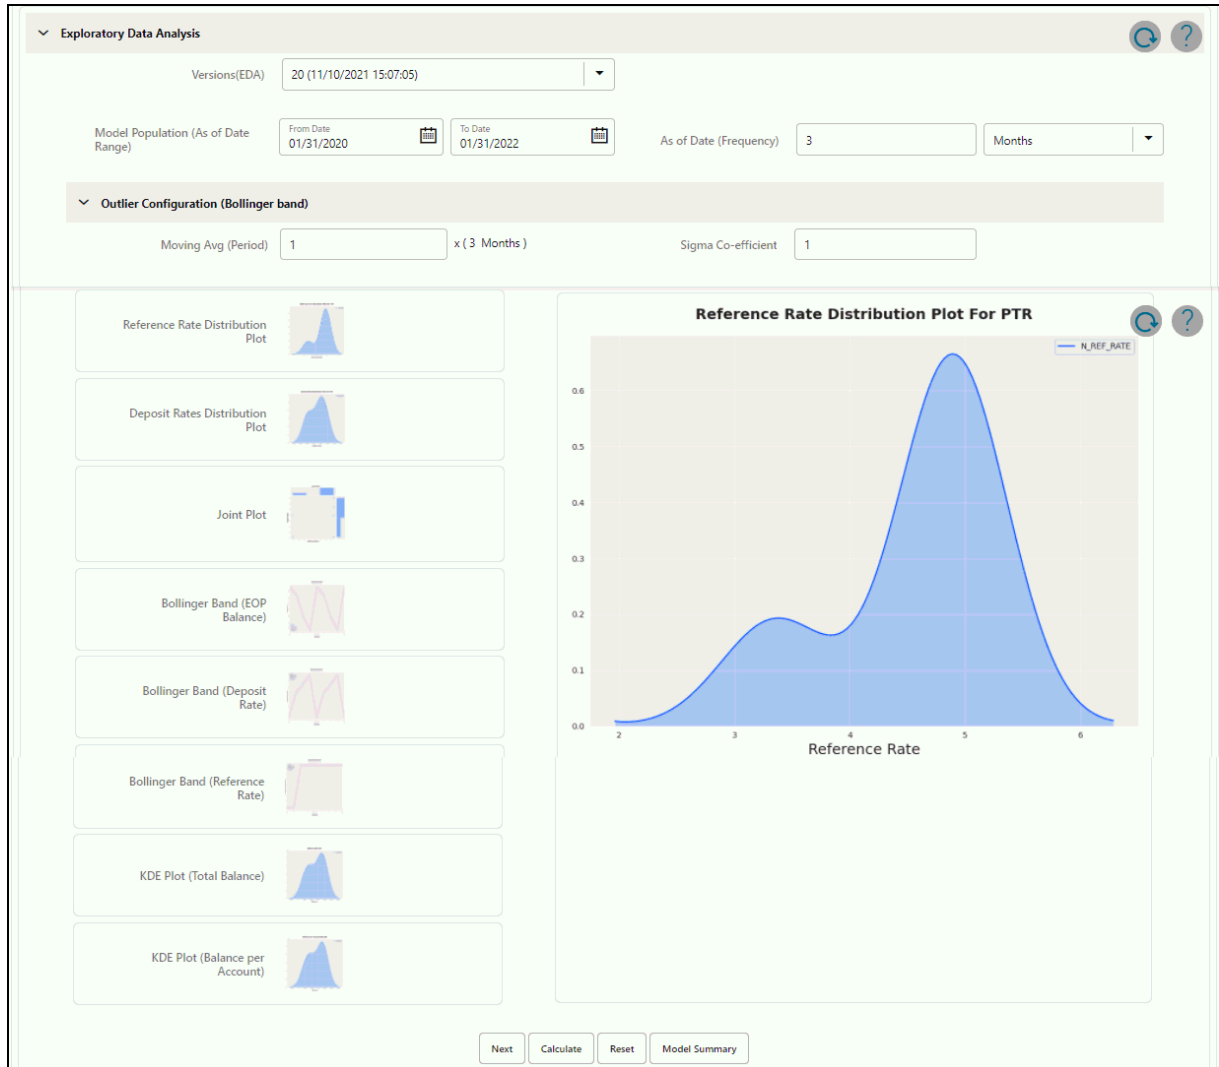 Exploratory Data Analysis
?
Versions(EDA)
20 (11/10/2021 15:07:05)
Model Population (As of Date
Range)
From Date
01/31/2020
To Date
01/31/2022
As of Date (Frequency)
3
Months
Outlier Configuration (Bollinger band)
Moving Avg (Period)
1
x ( 3 Months )
Sigma Co-efficient
1
Reference Rate Distribution
Plot
Deposit Rates Distribution
Plot
Joint Plot
Bollinger Band (EOP
Balance)
Bollinger Band (Deposit
Rate)
Bollinger Band (Reference
Rate)
KDE Plot (Total Balance)
KDE Plot (Balance per
Account)
Reference Rate Distribution Plot For PTR
?
N_REF_RATE
0.6
0.5
0.4
0.3
0.2
0.1
0.0
2 3 4 5 6
Reference Rate
Next Calculate Reset Model Summary